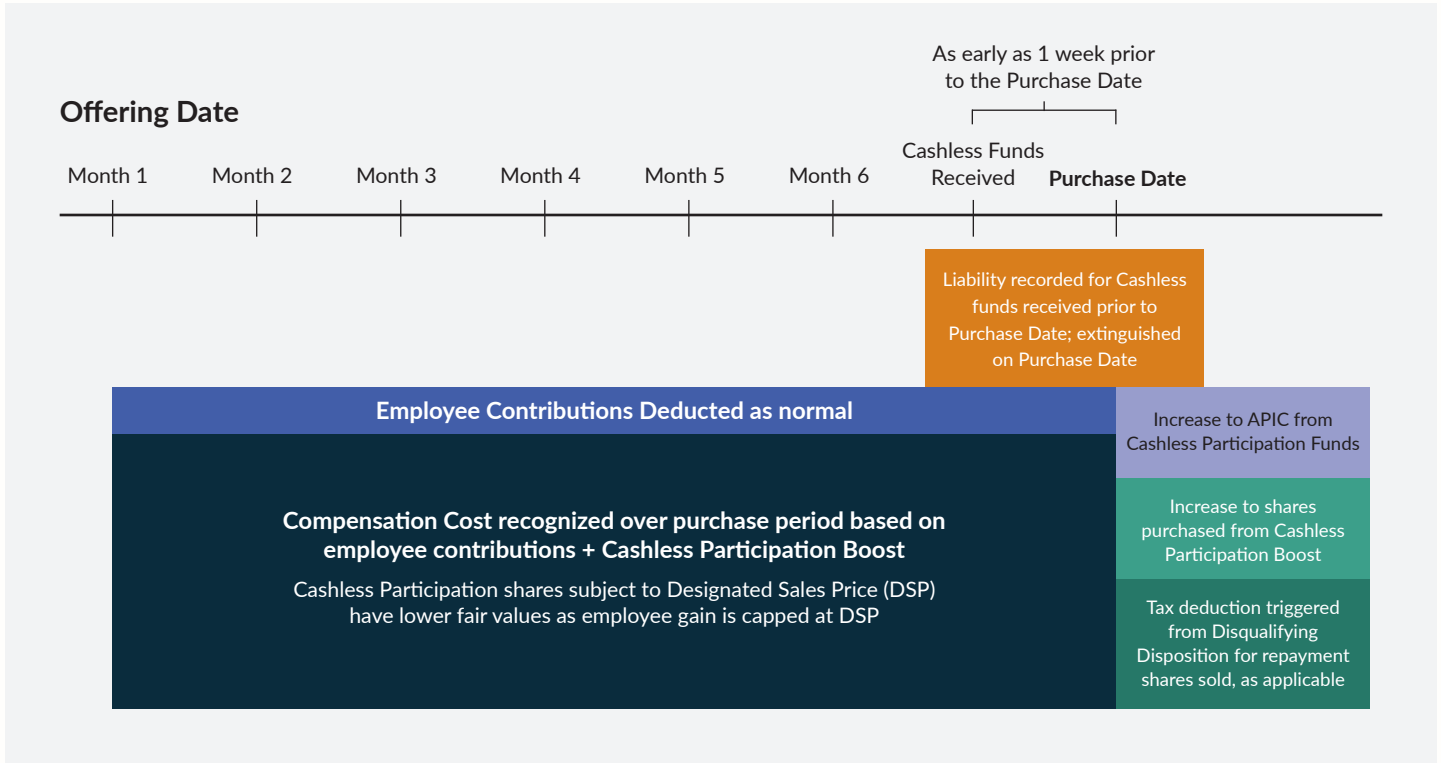 As early as 1 week prior
to the Purchase Date
Offering Date
Month 1
Month 2
Month 3
Month 4
Month 5
Month 6
Cashless Funds
Received
Purchase Date
Liability recorded for Cashless
funds received prior to
Purchase Date; extinguished
on Purchase Date
Employee Contributions Deducted as normal
Compensation Cost recognized over purchase period based on
employee contributions + Cashless Participation Boost
Cashless Participation shares subject to Designated Sales Price (DSP)
have lower fair values as employee gain is capped at DSP
Increase to APIC from
Cashless Participation Funds
Increase to shares
purchased from Cashless
Participation Boost
Tax deduction triggered
from Disqualifying
Disposition for repayment
shares sold, as applicable